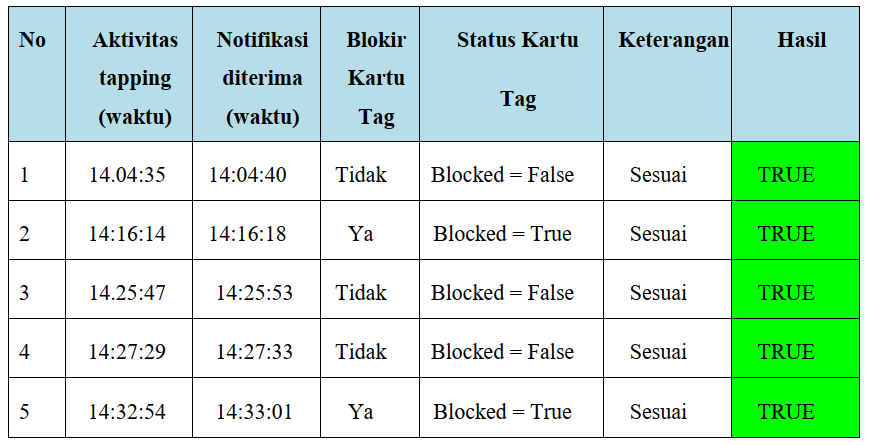 No Aktivitas tapping (waktu) Notifikasi diterima (waktu) Blokir Kartu Tag Status Kartu Tag Keterangan Hasil
1 14.04:35 14:04:40 Tidak Blocked = False Sesuai TRUE
2 14:16:14 14:16:18 Ya Blocked = True Sesuai TRUE
3 14.25:47 14:25:53 Tidak Blocked = False Sesuai TRUE
4 14:27:29 14:27:33 Tidak Blocked = False Sesuai TRUE
5 14:32:54 14:33:01 Ya Blocked = True Sesuai TRUE